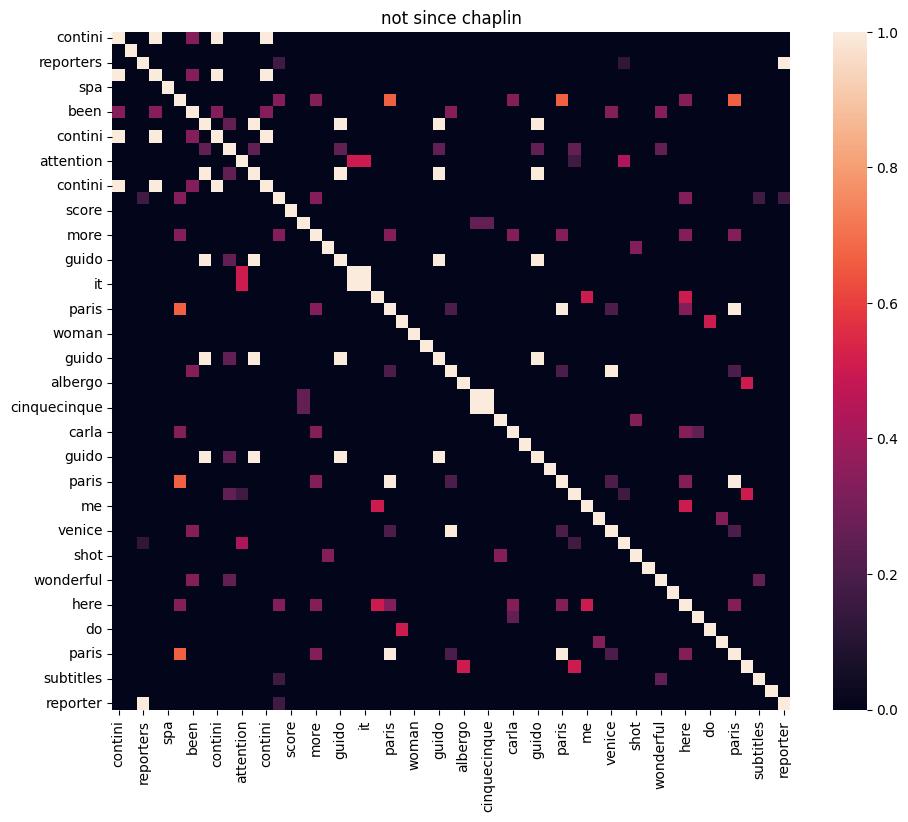 not since chaplin
contini
reporters
spa
been
contini
attention
contini
score
more
guido
it
paris
woman
guido
albergo
cinquecinque
carla
guido
paris
me
venice
shot
wonderful
here
do
paris
subtitles
reporter
1.0
0.8
0.6
0.4
0.2
0.0
contini
reporters
spa
been
contini
attention
contini
score
more
guido
it
paris
woman
guido
albergo
cinquecinque
carla
guido
paris
me
venice
shot
wonderful
here
do
paris
subtitles
reporter